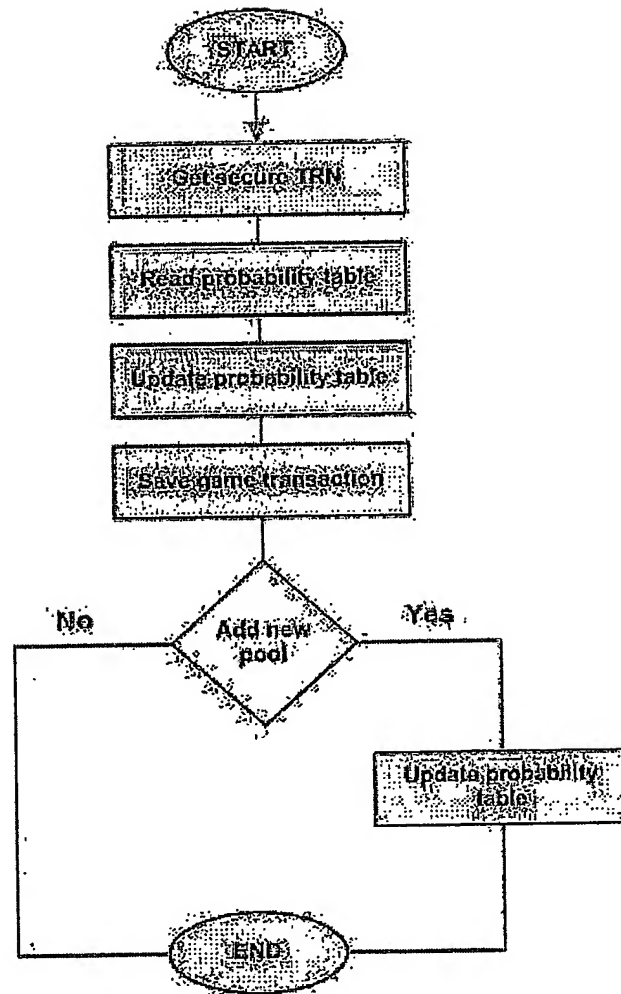 START
Get secure TRN
Read probability table
Update probability table
Save game transaction
No
Add new
pool
Yes
Update probability
table
END